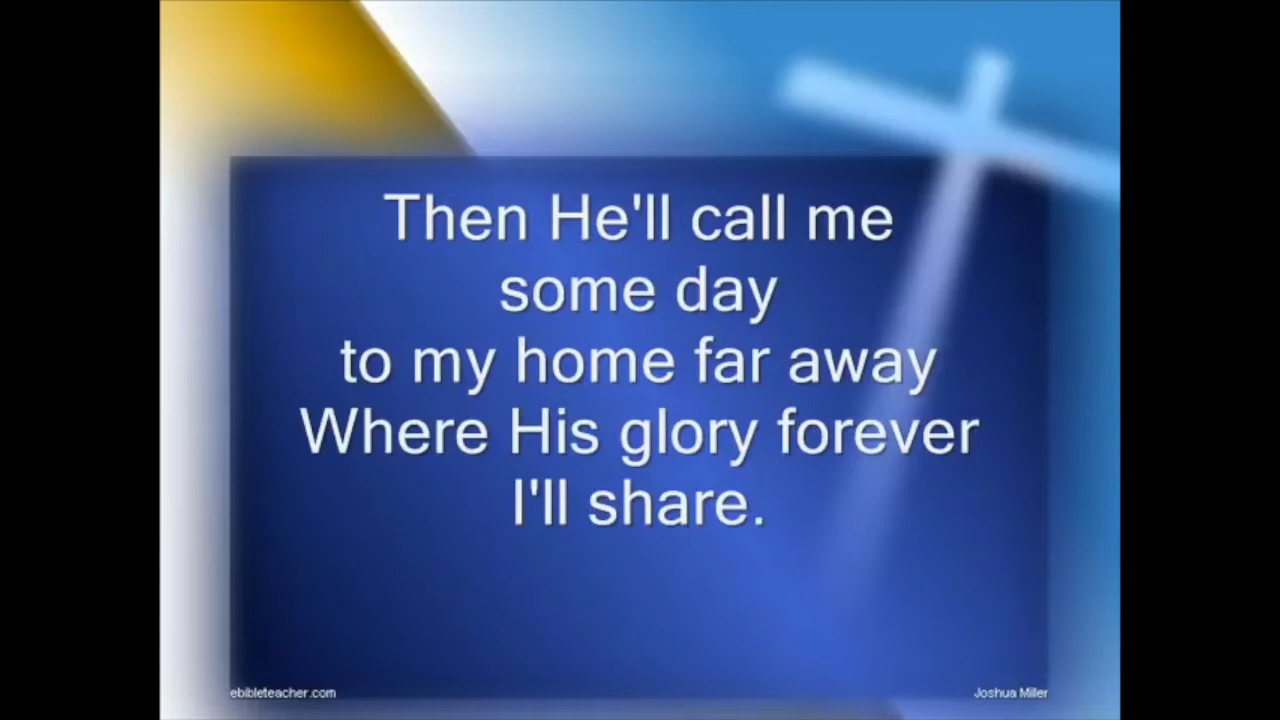 Then He'll call me
some day
to my home far away
Where His glory forever
I'll share.
ebibleteacher.com
Joshua Miller